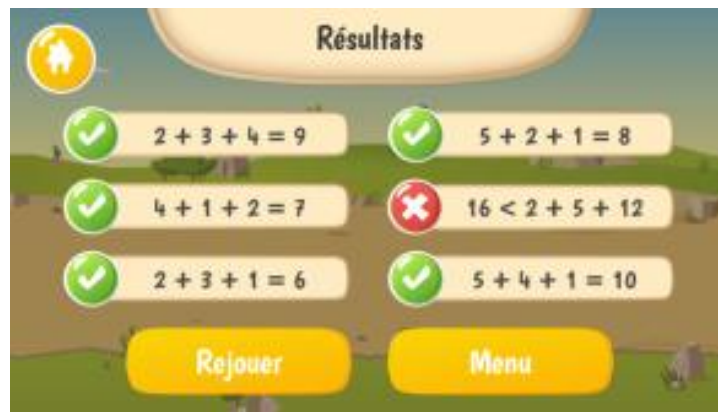 Résultats
2 + 3 + 4 = 9
5 + 2 + 1 = 8
4 + 1 + 2 = 7
16 < 2 + 5 + 12
2 + 3 + 1 = 6
5 + 4 + 1 = 10
Rejouer
Menu